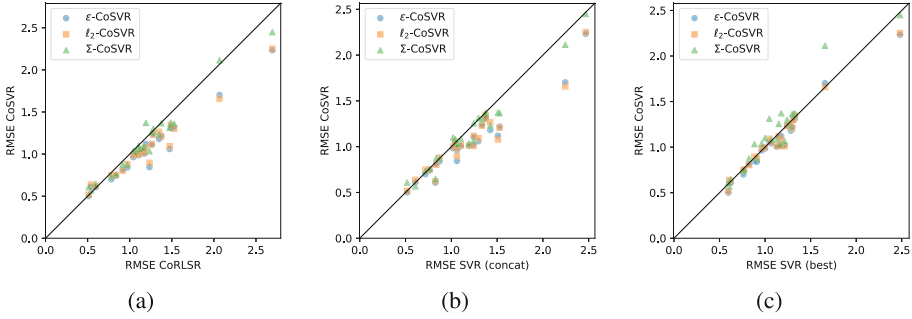 2.5
2.0
1.5
1.0
0.5
0.0
RMSE CoSVR
ε-CoSVR
ℓ₂-CoSVR
Σ-CoSVR
0.0 0.5 1.0 1.5 2.0 2.5
RMSE CoRLSR
(a)
2.5
2.0
1.5
1.0
0.5
0.0
RMSE CoSVR
ε-CoSVR
ℓ₂-CoSVR
Σ-CoSVR
0.0 0.5 1.0 1.5 2.0 2.5
RMSE SVR (concat)
(b)
2.5
2.0
1.5
1.0
0.5
0.0
RMSE CoSVR
ε-CoSVR
ℓ₂-CoSVR
Σ-CoSVR
0.0 0.5 1.0 1.5 2.0 2.5
RMSE SVR (best)
(c)